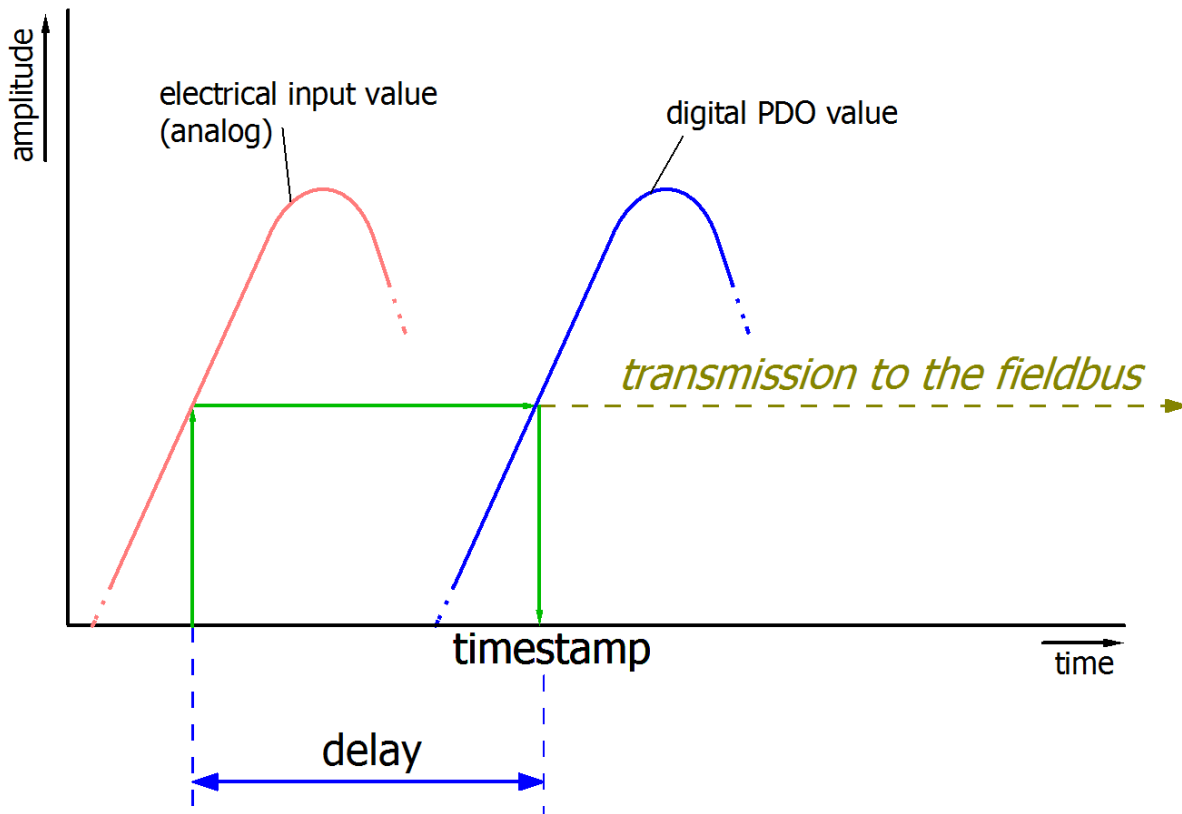 amplitude
electrical input value
(analog)
digital PDO value
transmission to the fieldbus
timestamp
time
delay